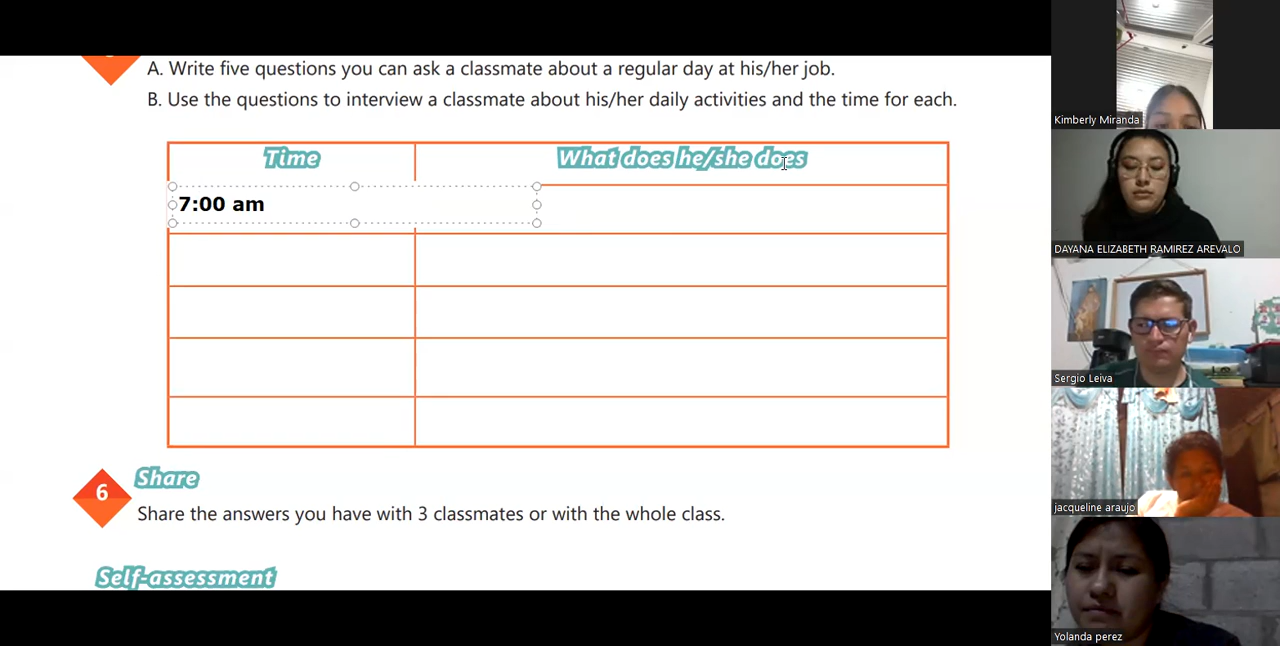 A. Write five questions you can ask a classmate about a regular day at his/her job.
B. Use the questions to interview a classmate about his/her daily activities and the time for each.
Time
What does he/she does
7:00 am
6
Share
Share the answers you have with 3 classmates or with the whole class.
Self-assessment
Kimberly Miranda
DAYANA ELIZABETH RAMIREZ AREVALO
Sergio Leiva
jacqueline araujo
Yolanda perez